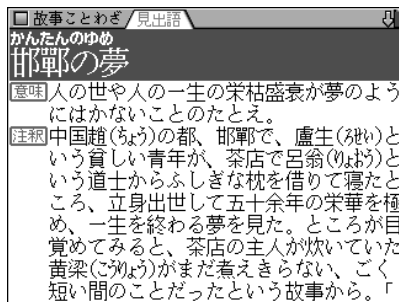 故事ことわざ 見出語
かんたんのゆめ
邯鄲の夢
意味 人の世や人の一生の栄枯盛衰が夢のよう
にはかないことのたとえ。
注釈 中国趙(ちょう)の都、邯鄲で、盧生(ろせい)と
いう貧しい青年が、茶店で呂翁(りょおう)と
いう道士からふしぎな枕を借りて寝たと
ころ、立身出世して五十余年の栄華を極
め、一生を終わる夢を見た。ところが目
覚めてみると、茶店の主人が炊いていた
黄梁(こうりょう)がまだ煮えきらない、ごく
短い間のことだったという故事から。「